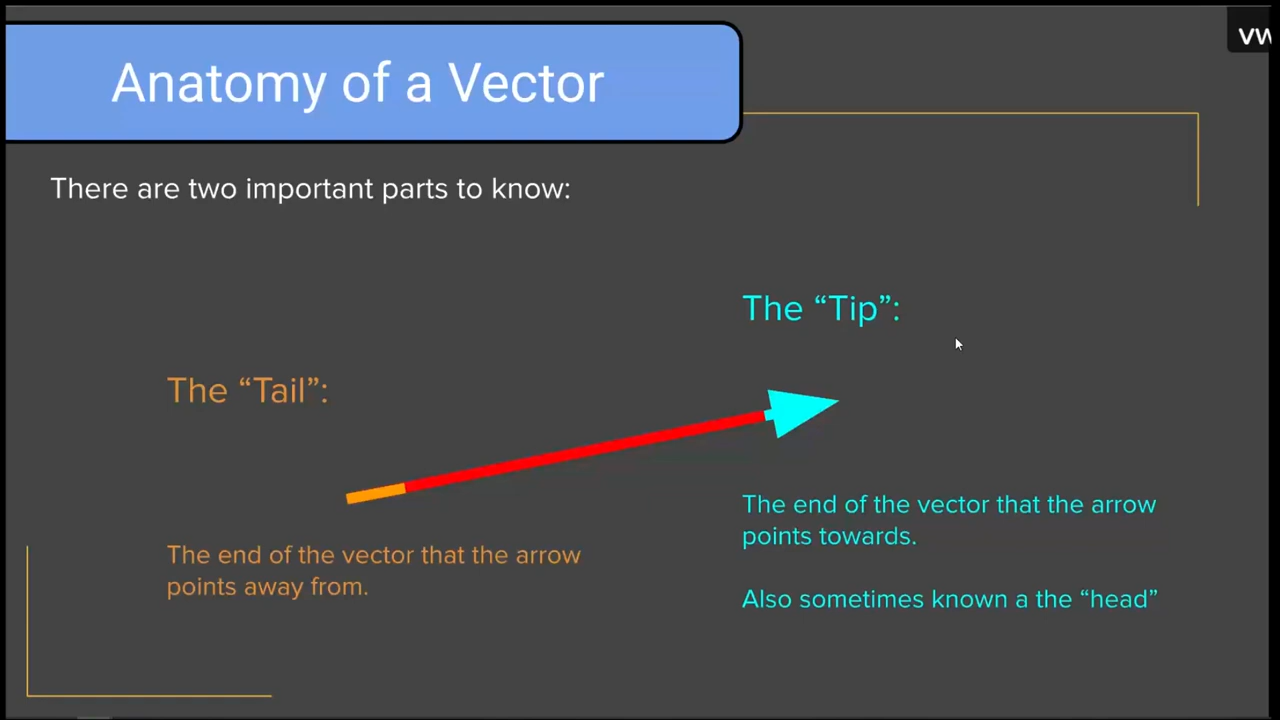 Anatomy of a Vector
VW
There are two important parts to know:
The “Tip”:
The “Tail”:
The end of the vector that the arrow
points towards.
The end of the vector that the arrow
points away from.
Also sometimes known a the “head”